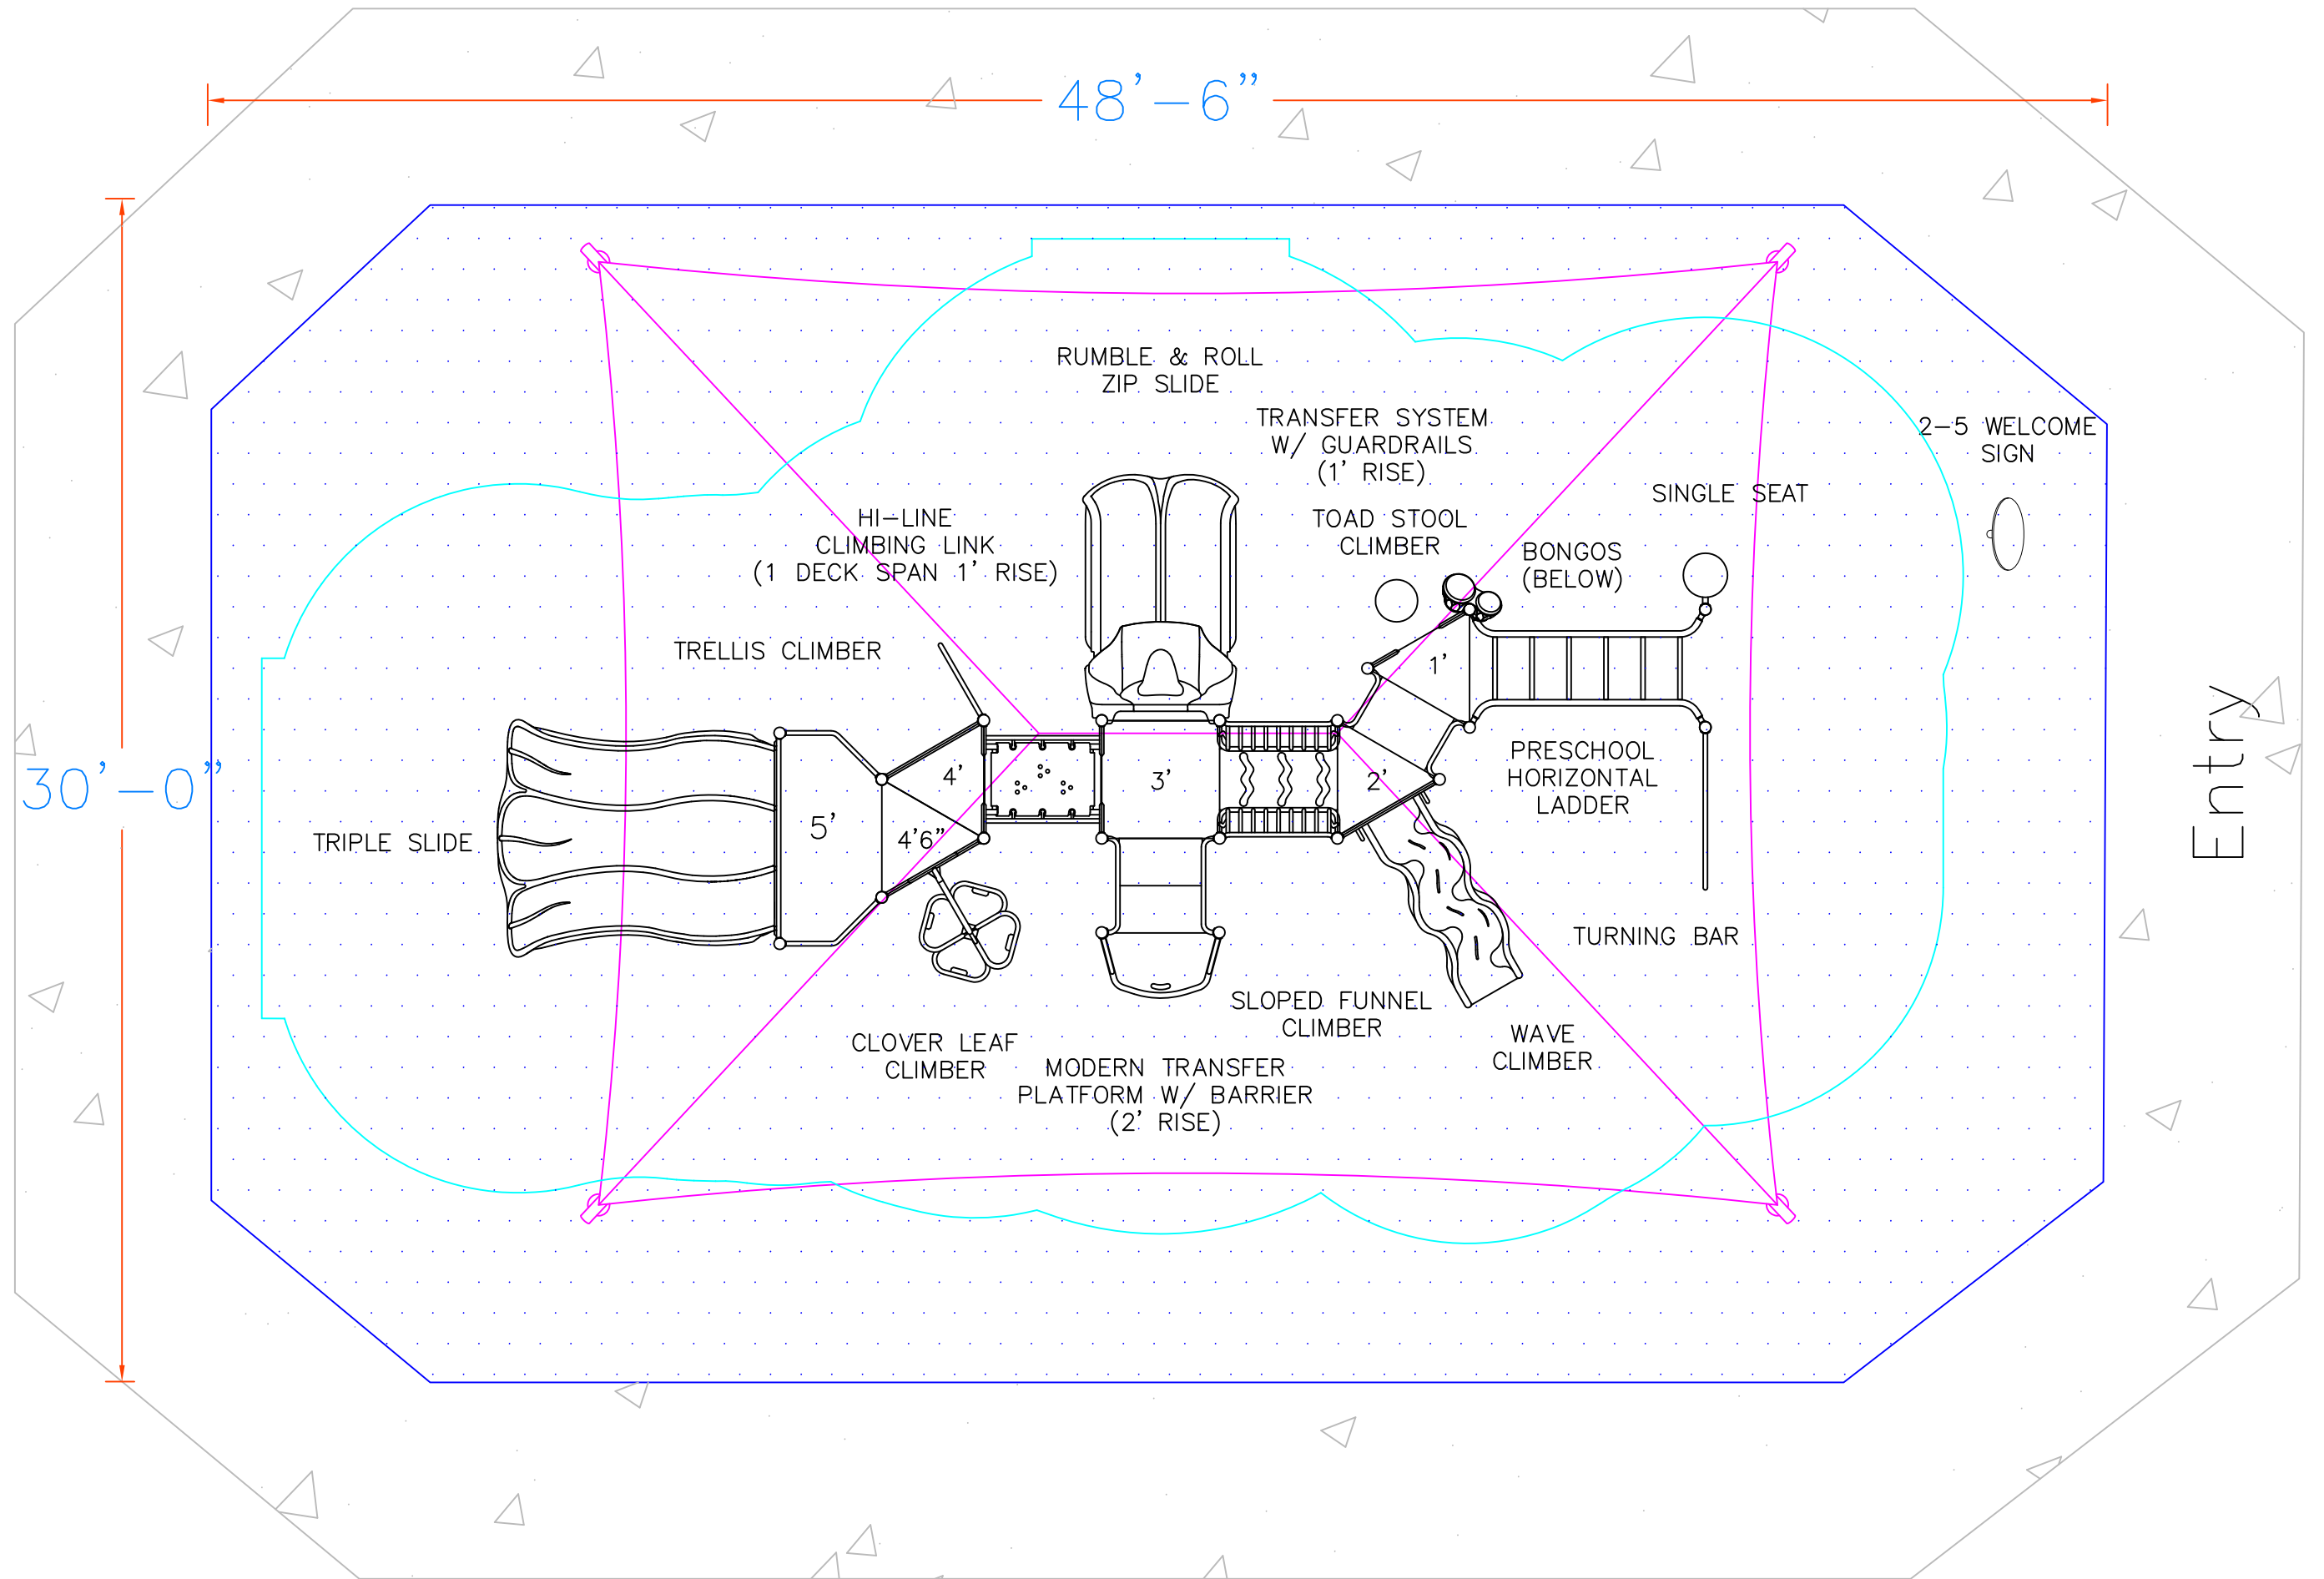 48'-6"
RUMBLE & ROLL
ZIP SLIDE
TRANSFER SYSTEM
W/ GUARDRAILS
(1' RISE)
2-5 WELCOME
SIGN
SINGLE SEAT
HI-LINE
CLIMBING LINK
(1 DECK SPAN 1' RISE)
TOAD STOOL
CLIMBER
BONGOS
(BELOW)
TRELLIS CLIMBER
1'
30'-0"
4'
3'
2'
PRESCHOOL
HORIZONTAL
LADDER
Entry
5'
4'6"
TRIPLE SLIDE
TURNING BAR
SLOPED FUNNEL
CLIMBER
WAVE
CLIMBER
CLOVER LEAF
CLIMBER
MODERN TRANSFER
PLATFORM W/ BARRIER
(2' RISE)